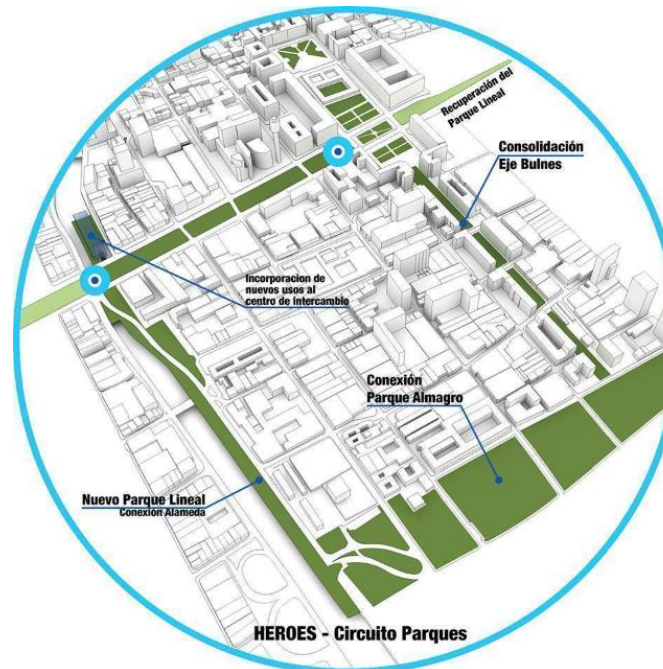 Recuperación del
Parque Lineal
Consolidación
Eje Bulnes
Incorporacion de
nuevos usos al
centro de intercambio
Conexión
Parque Almagro
Nuevo Parque Lineal
Conexión Alameda
HEROES - Circuito Parques